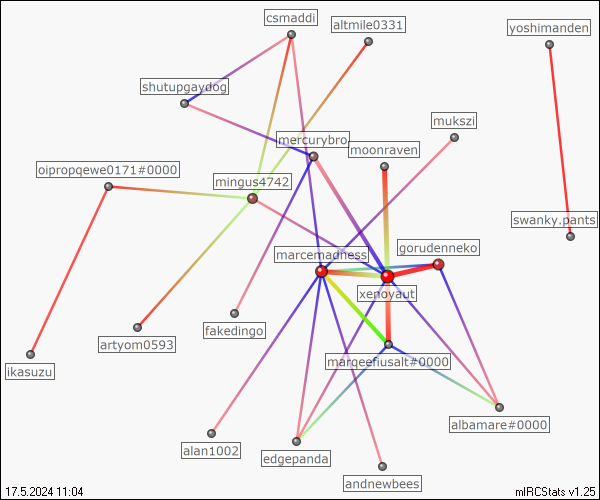 csmaddi
altmile0331
yoshimanden
shutupgaydog
mukszi
mercurybro
moonraven
oipropqewe0171#0000
mingus4742
swanky.pants
marcemadness
gorudenneko
xenoyaut
fakedingo
artyom0593
marqeefiusalt#0000
ikasuzu
albamare#0000
alan1002
edgepanda
andnewbees
17.5.2024 11:04
mIRCStats v1.25